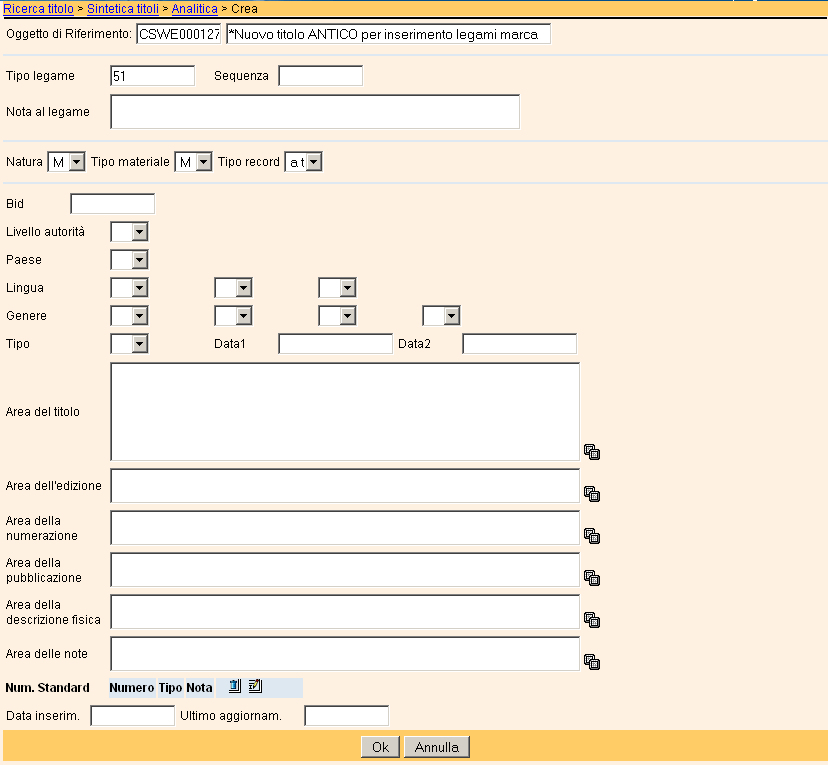 Ricerca titolo > Sintetica titoli > Analitica > Crea
Oggetto di Riferimento: CSWE000127 *Nuovo titolo ANTICO per inserimento legami marca
Tipo legame 51 Sequenza
Nota al legame
Natura M Tipo materiale M Tipo record a t
Bid
Livello autorità
Paese
Lingua
Genere
Tipo Data1 Data2
Area del titolo
Area dell'edizione
Area della
numerazione
Area della
pubblicazione
Area della
descrizione fisica
Area delle note
Num. Standard Numero Tipo Nota
Data inserim. Ultimo aggiornam.
Ok Annulla